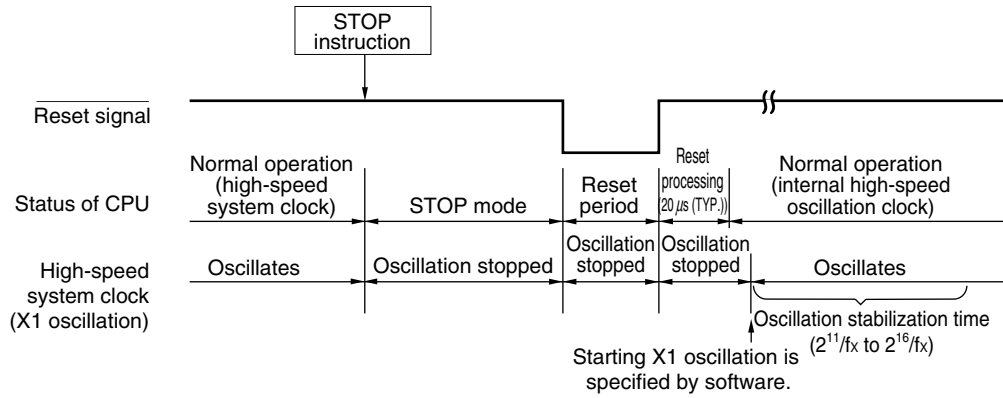 STOP
instruction
Reset signal
Status of CPU
Normal operation
(high-speed
system clock)
STOP mode
Reset
period
Reset
processing
(20 μs (TYP.))
Normal operation
(internal high-speed
oscillation clock)
High-speed
system clock
(X1 oscillation)
Oscillates
Oscillation stopped
Oscillation
stopped
Oscillation
stopped
Oscillates
Oscillation stabilization time
(2¹¹/fx to 2¹⁶/fx)
Starting X1 oscillation is
specified by software.